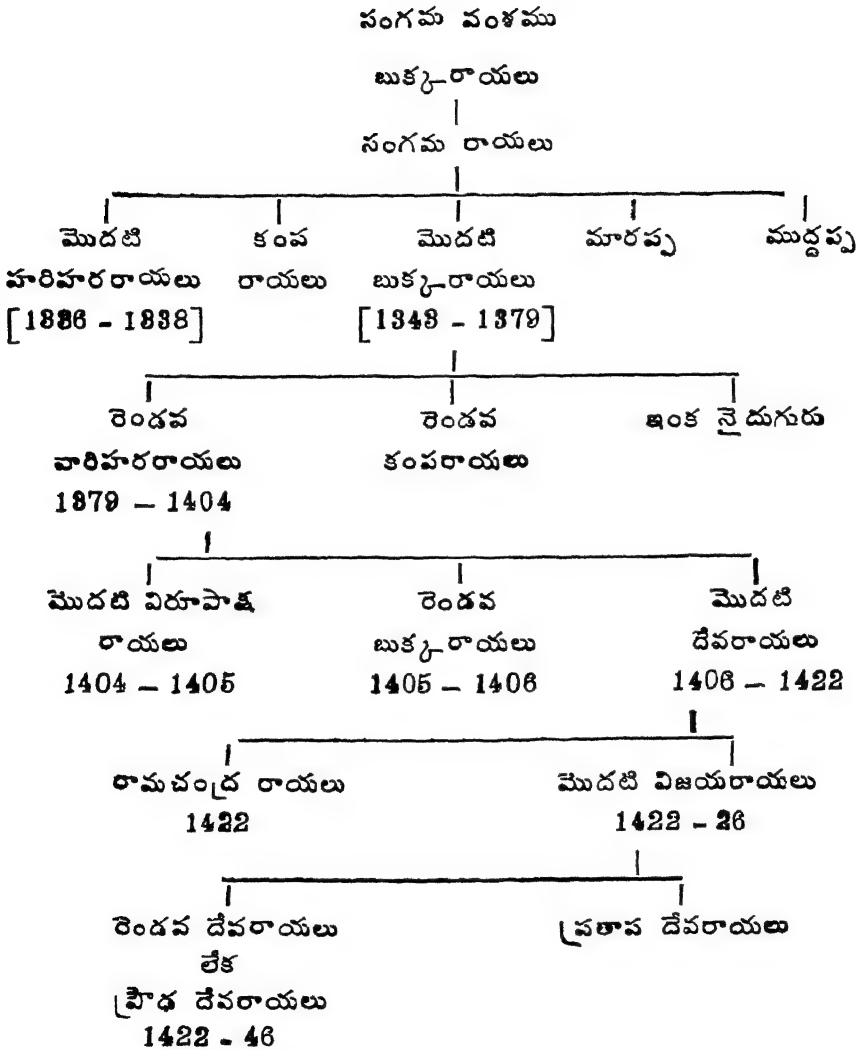 సంగమ వంశము
బుక్కరాయలు
సంగమ రాయలు
మొదటి కంప మొదటి మారప్ప ముద్దప్ప
హరిహరరాయలు రాయలు బుక్కరాయలు
[1336 - 1338] [1343 - 1379]
రెండవ రెండవ ఇంక నైదుగురు
వారిహరరాయలు కంపరాయలు
1379 – 1404
మొదటి విరూపాక్ష రెండవ మొదటి
రాయలు బుక్కరాయలు దేవరాయలు
1404 – 1405 1405 – 1406 1406 – 1422
రామచంద్ర రాయలు మొదటి విజయరాయలు
1422 1422 - 26
రెండవ దేవరాయలు ప్రతాప దేవరాయలు
లేక
ప్రౌఢ దేవరాయలు
1422 - 46